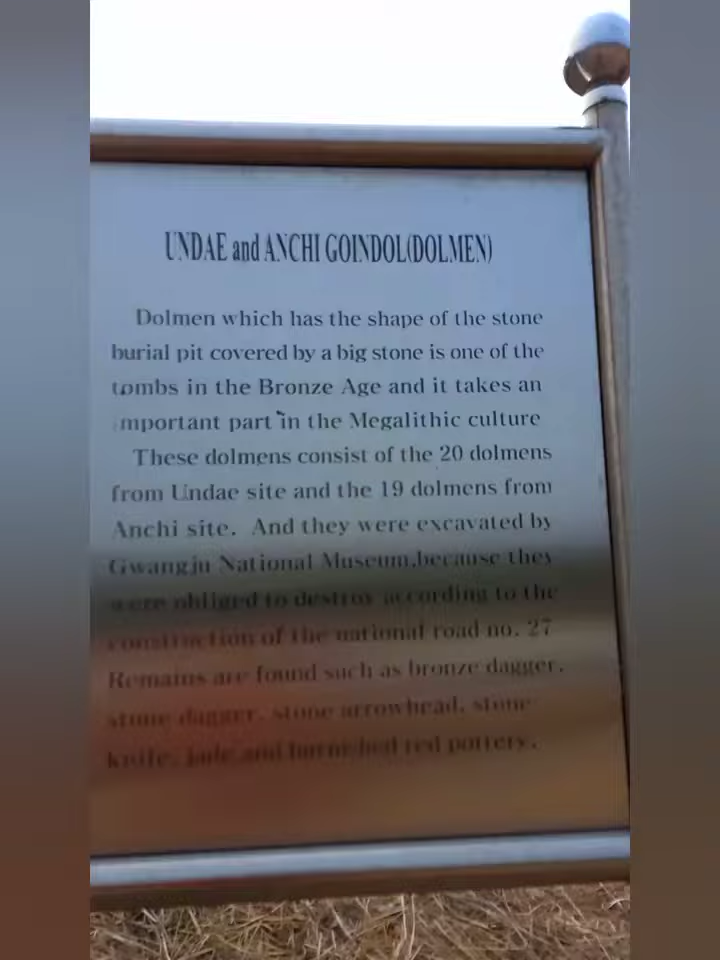 UNDAE and ANCHI GOINDOL(DOLMEN)
Dolmen which has the shape of the stone
burial pit covered by a big stone is one of the
tombs in the Bronze Age and it takes an
important part in the Megalithic culture
These dolmens consist of the 20 dolmens
from Undae site and the 19 dolmens from
Anchi site. And they were excavated by
Gwangju National Museum,because they
were obliged to destroy according to the
construction of the national road no. 27
Remains are found such as bronze dagger,
stone dagger, stone arrowhead, stone
knife, jade and burnished red pottery.